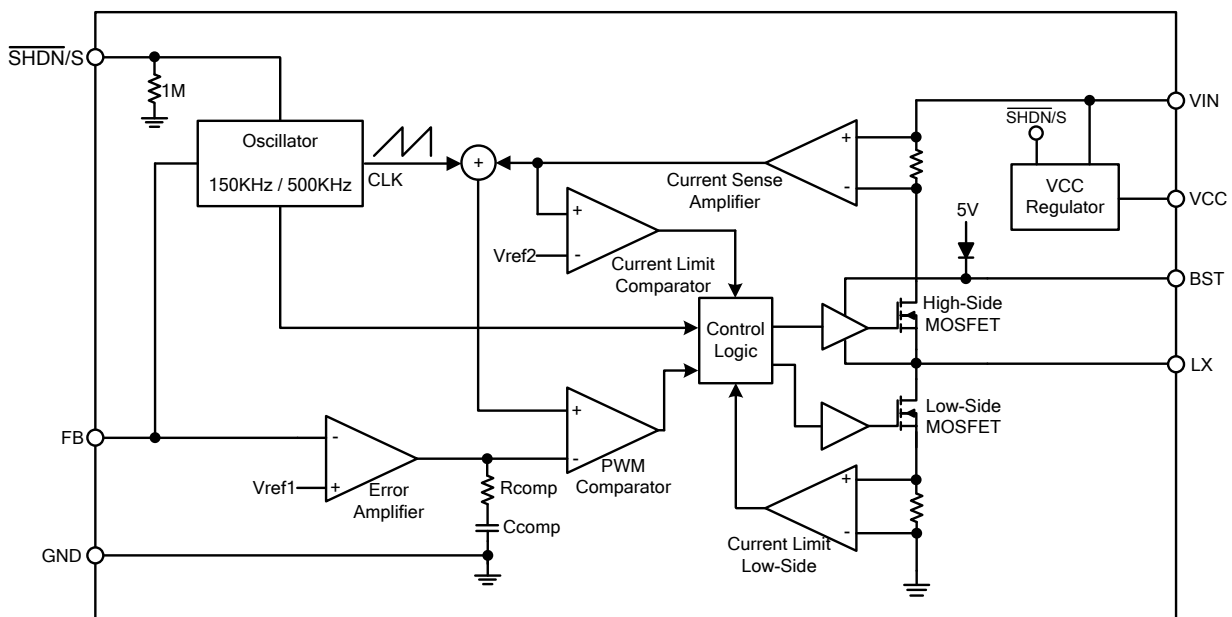 SHDN/S
1M
Oscillator
150KHz / 500KHz
CLK
+
+
-
Current Sense
Amplifier
SHDN/S
VCC
Regulator
VIN
VCC
5V
BST
+
Vref2
-
Current Limit
Comparator
Control
Logic
High-Side
MOSFET
LX
Low-Side
MOSFET
FB
-
Vref1
+
Error
Amplifier
Rcomp
Ccomp
+
-
PWM
Comparator
+
-
Current Limit
Low-Side
GND